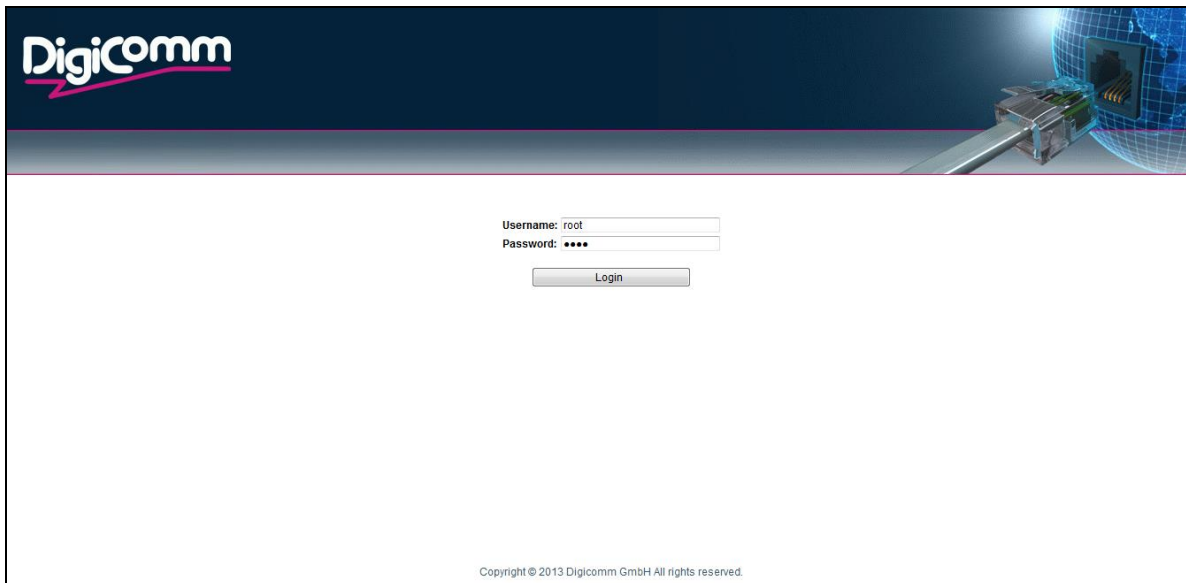 DigiComm
Username: root
Password: ●●●●
Login
Copyright © 2013 Digicomm GmbH All rights reserved.